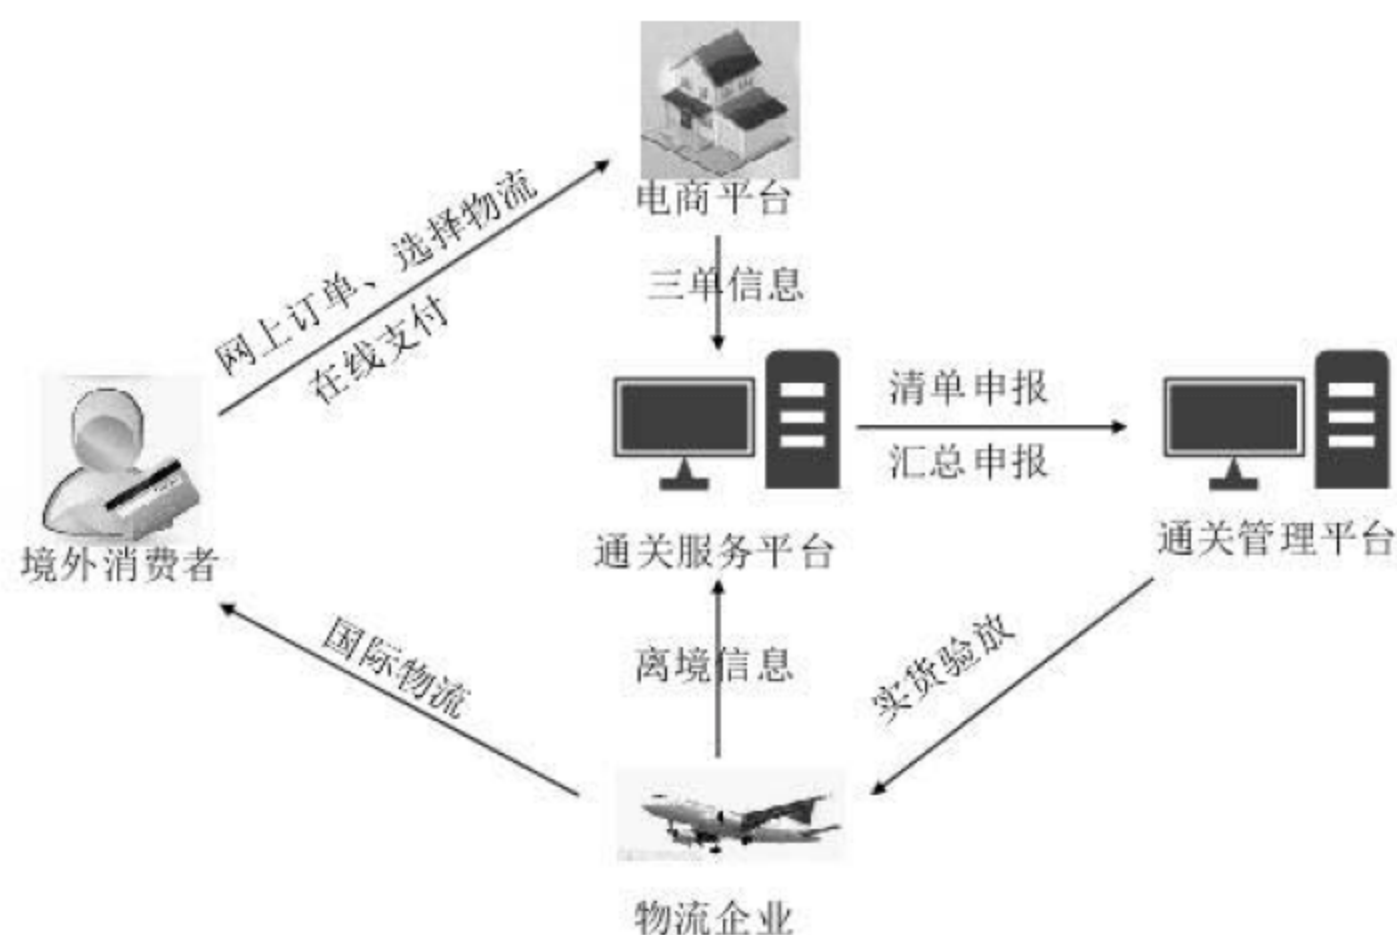 电商平台
网上订单、选择物流
在线支付
三单信息
清单申报
汇总申报
境外消费者
通关服务平台
通关管理平台
国际物流
离境信息
实货验放
物流企业